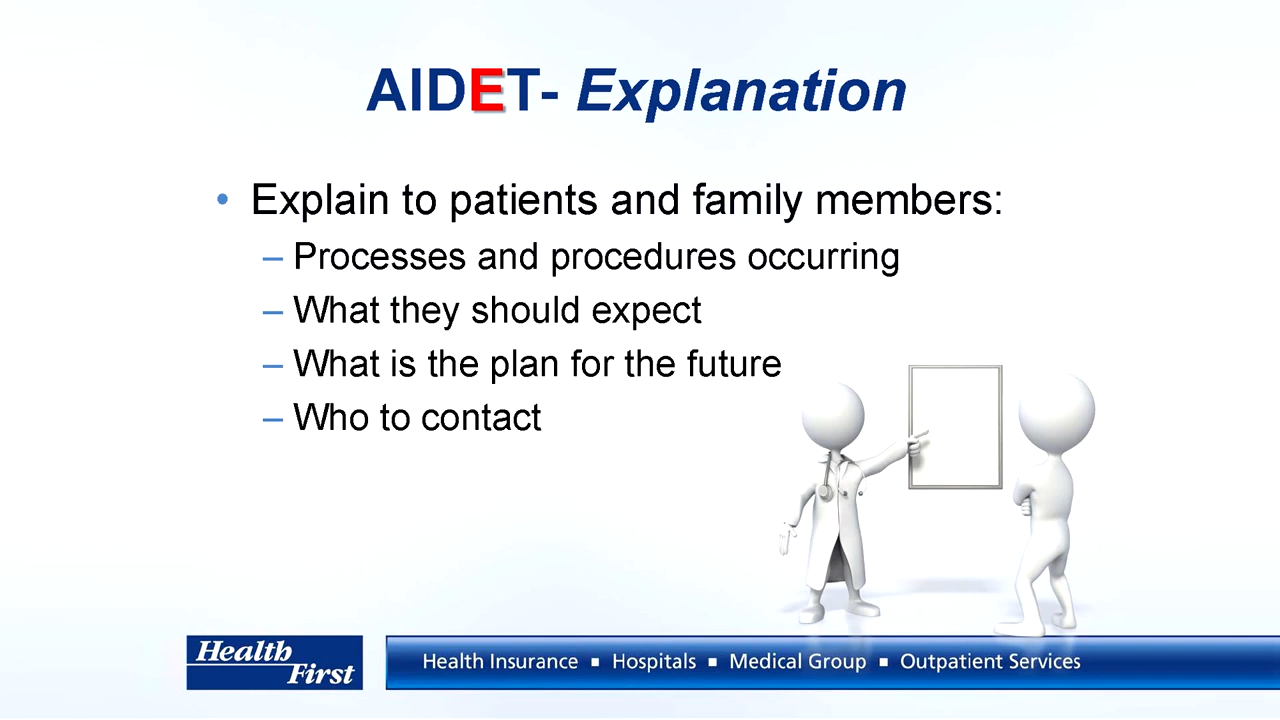 AIDET- Explanation
• Explain to patients and family members:
– Processes and procedures occurring
– What they should expect
– What is the plan for the future
– Who to contact
Health
First
Health Insurance ▪ Hospitals ▪ Medical Group ▪ Outpatient Services